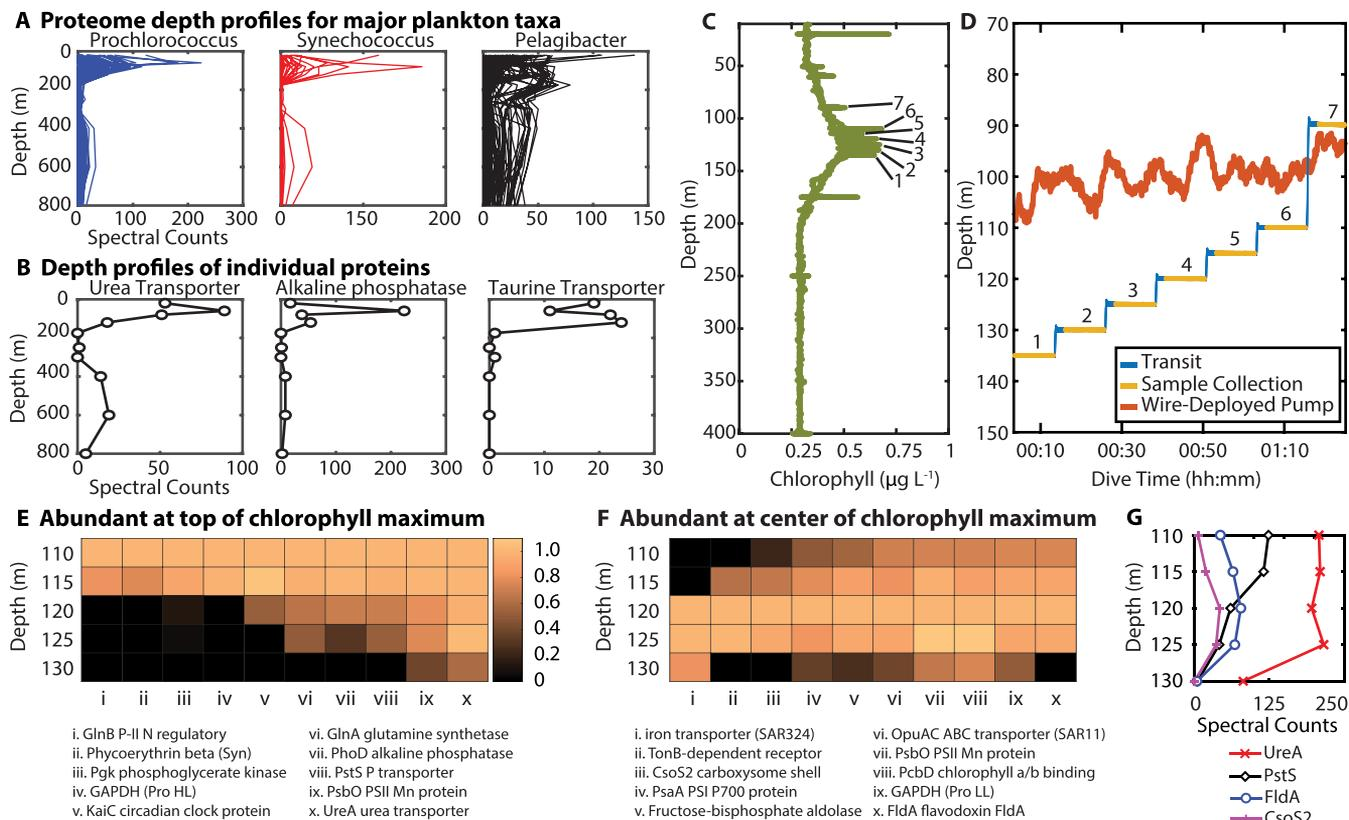 A Proteome depth profiles for major plankton taxa
Prochlorococcus
Synechococcus
Pelagibacter
0
200
400
600
800
Depth (m)
0 100 200 300
0 150 200
0 50 100 150
Spectral Counts
B Depth profiles of individual proteins
Urea Transporter
Alkaline phosphatase
Taurine Transporter
0
200
400
600
800
Depth (m)
0 50 100
0 100 200 300
0 10 20 30
Spectral Counts
C
50
100
150
200
250
300
350
400
Depth (m)
7
6
5
4
3
2
1
0 0.25 0.5 0.75 1
Chlorophyll (µg L-1)
D
70
80
90
100
110
120
130
140
150
Depth (m)
1
2
3
4
5
6
7
Transit
Sample Collection
Wire-Deployed Pump
00:10 00:30 00:50 01:10
Dive Time (hh:mm)
E Abundant at top of chlorophyll maximum
110
115
120
125
130
Depth (m)
1.0
0.8
0.6
0.4
0.2
0
i ii iii iv v vi vii viii ix x
i. GlnB P-II N regulatory
ii. Phycoerythrin beta (Syn)
iii. Pgk phosphoglycerate kinase
iv. GAPDH (Pro HL)
v. KaiC circadian clock protein
vi. GlnA glutamine synthetase
vii. PhoD alkaline phosphatase
viii. PstS P transporter
ix. PsbO PSII Mn protein
x. UreA urea transporter
F Abundant at center of chlorophyll maximum
110
115
120
125
130
Depth (m)
i ii iii iv v vi vii viii ix x
i. iron transporter (SAR324)
ii. TonB-dependent receptor
iii. CsoS2 carboxysome shell
iv. PsaA PSI P700 protein
v. Fructose-bisphosphate aldolase
vi. OpuAC ABC transporter (SAR11)
vii. PsbO PSII Mn protein
viii. PcbD chlorophyll a/b binding
ix. GAPDH (Pro LL)
x. FldA flavodoxin FldA
G
110
115
120
125
130
Depth (m)
0 125 250
Spectral Counts
UreA
PstS
FldA
CsoS2